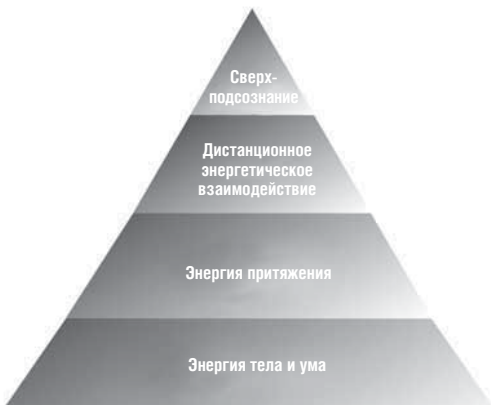 Сверх-
подсознание
Дистанционное
энергетическое
взаимодействие
Энергия притяжения
Энергия тела и ума